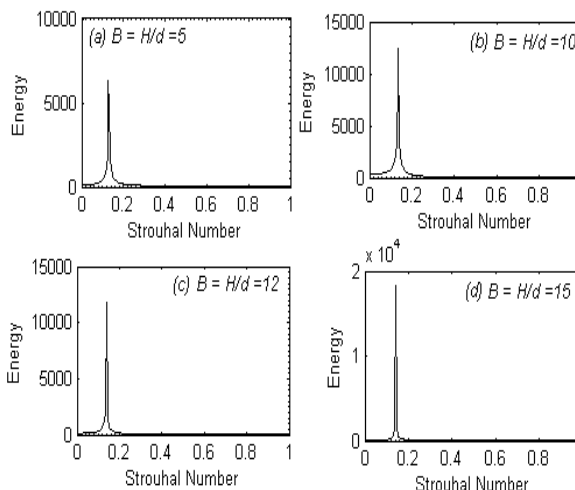 (a) B = H/d =5
10000
5000
0
Energy
0 0.2 0.4 0.6 0.8 1
Strouhal Number
(b) B = H/d =10
15000
10000
5000
0
Energy
0 0.2 0.4 0.6 0.8
Strouhal Number
(c) B = H/d =12
15000
10000
5000
0
Energy
0 0.2 0.4 0.6 0.8 1
Strouhal Number
x 10^4
(d) B = H/d =15
2
1
0
Energy
0 0.2 0.4 0.6 0.8
Strouhal Number